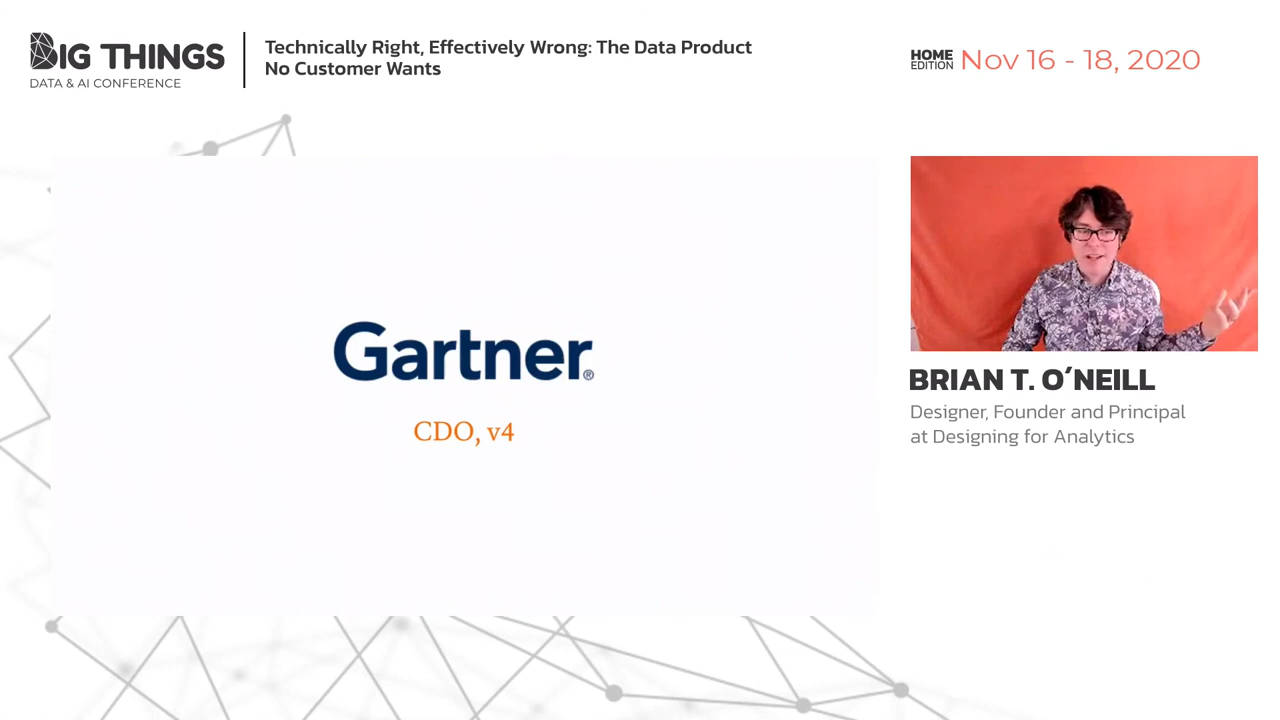 BIG THINGS
DATA & AI CONFERENCE
Technically Right, Effectively Wrong: The Data Product
No Customer Wants
HOME
EDITION
Nov 16 - 18, 2020
Gartner®
CDO, v4
BRIAN T. O´NEILL
Designer, Founder and Principal
at Designing for Analytics